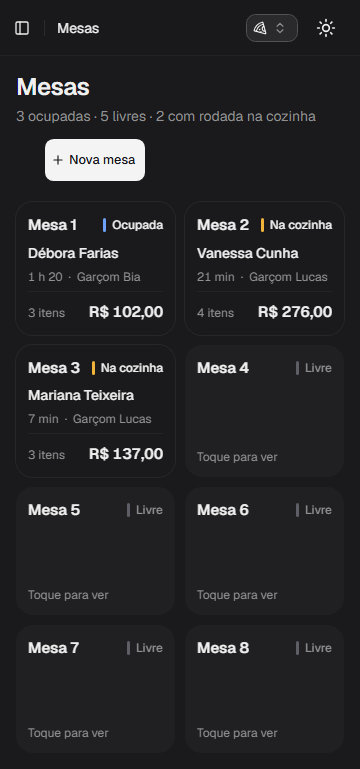 Mesas
Mesas
3 ocupadas · 5 livres · 2 com rodada na cozinha
+ Nova mesa
Mesa 1 Ocupada
Débora Farias
1 h 20 · Garçom Bia
3 itens R$ 102,00
Mesa 2 Na cozinha
Vanessa Cunha
21 min · Garçom Lucas
4 itens R$ 276,00
Mesa 3 Na cozinha
Mariana Teixeira
7 min · Garçom Lucas
3 itens R$ 137,00
Mesa 4 Livre
Toque para ver
Mesa 5 Livre
Toque para ver
Mesa 6 Livre
Toque para ver
Mesa 7 Livre
Toque para ver
Mesa 8 Livre
Toque para ver